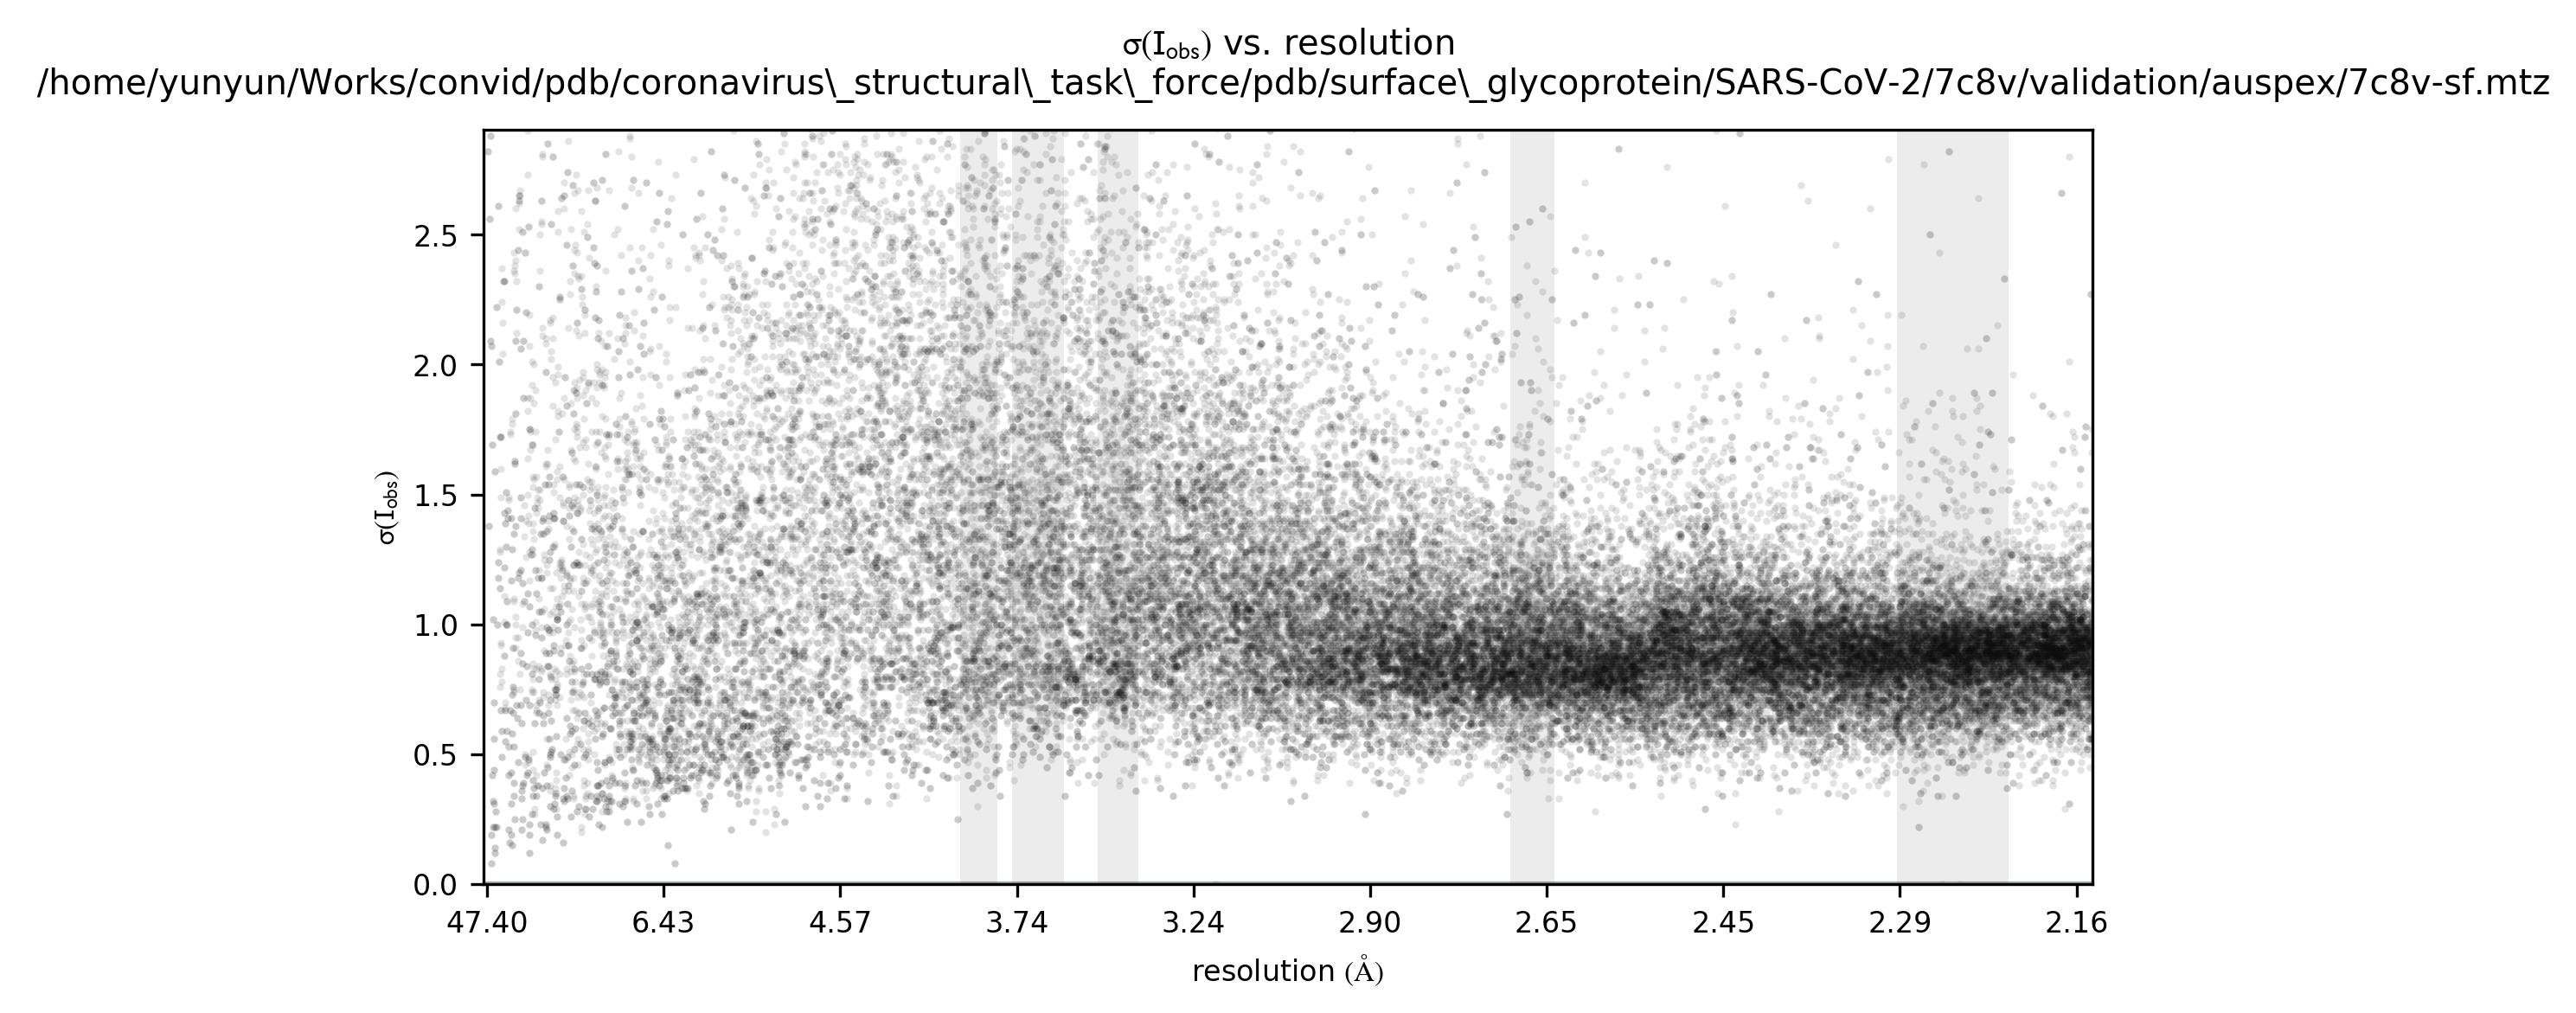 σ(Iobs) vs. resolution
/home/yunyun/Works/convid/pdb/coronavirus\_structural\_task\_force/pdb/surface\_glycoprotein/SARS-CoV-2/7c8v/validation/auspex/7c8v-sf.mtz
σ(Iobs)
2.5
2.0
1.5
1.0
0.5
0.0
47.40 6.43 4.57 3.74 3.24 2.90 2.65 2.45 2.29 2.16
resolution (Å)